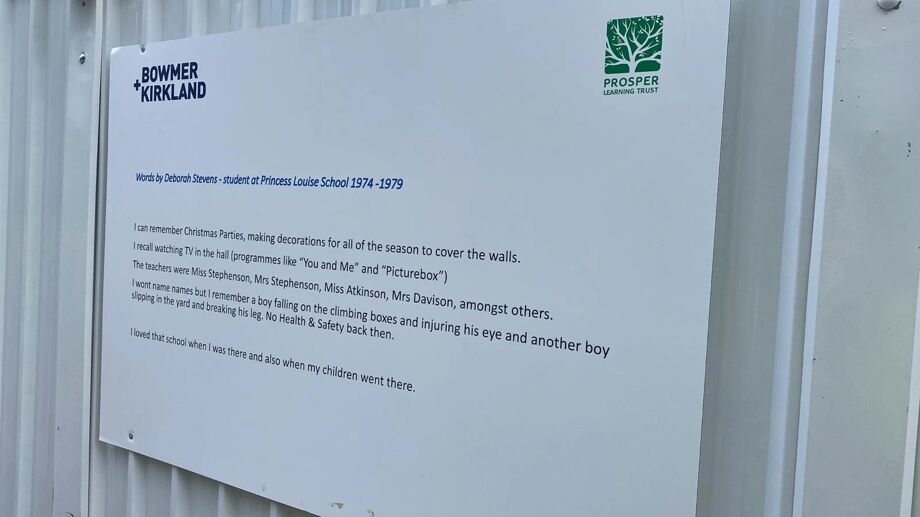 +BOWMER
KIRKLAND
PROSPER
LEARNING TRUST
Words by Deborah Stevens - student at Princess Louise School 1974 -1979
I can remember Christmas Parties, making decorations for all of the season to cover the walls.
I recall watching TV in the hall (programmes like "You and Me" and "Picturebox")
The teachers were Miss Stephenson, Mrs Stephenson, Miss Atkinson, Mrs Davison, amongst others.
I wont name names but I remember a boy falling on the climbing boxes and injuring his eye and another boy
slipping in the yard and breaking his leg. No Health & Safety back then.
I loved that school when I was there and also when my children went there.